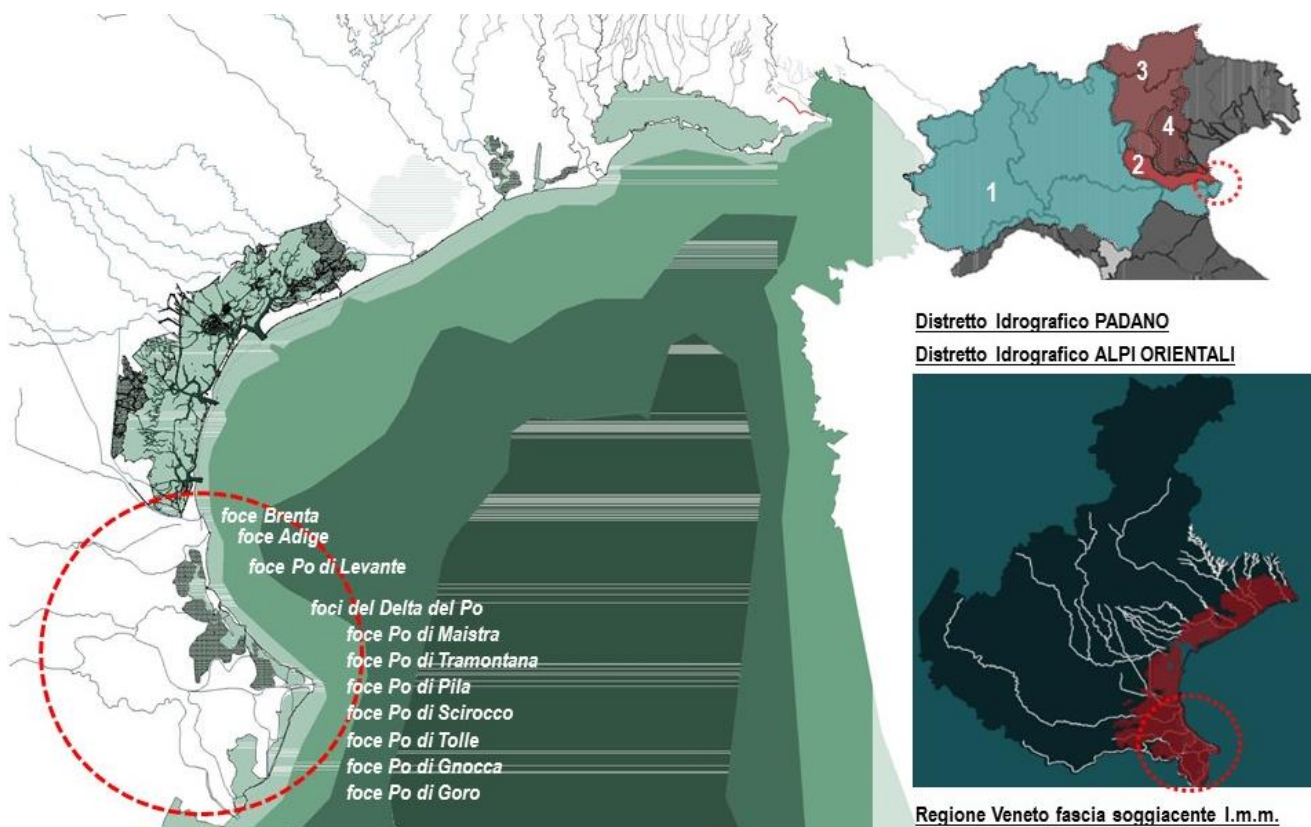 foce Brenta
foce Adige
foce Po di Levante
foci del Delta del Po
foce Po di Maistra
foce Po di Tramontana
foce Po di Pila
foce Po di Scirocco
foce Po di Tolle
foce Po di Gnocca
foce Po di Goro
3
4
2
1
Distretto Idrografico PADANO
Distretto Idrografico ALPI ORIENTALI
Regione Veneto fascia soggiacente l.m.m.